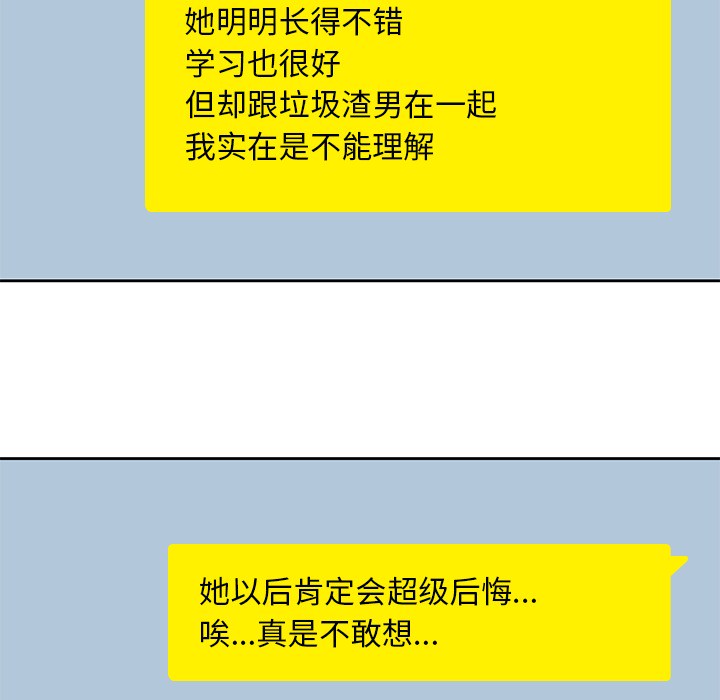 她明明长得不错
学习也很好
但却跟垃圾渣男在一起
我实在是不能理解
她以后肯定会超级后悔...
唉...真是不敢想...